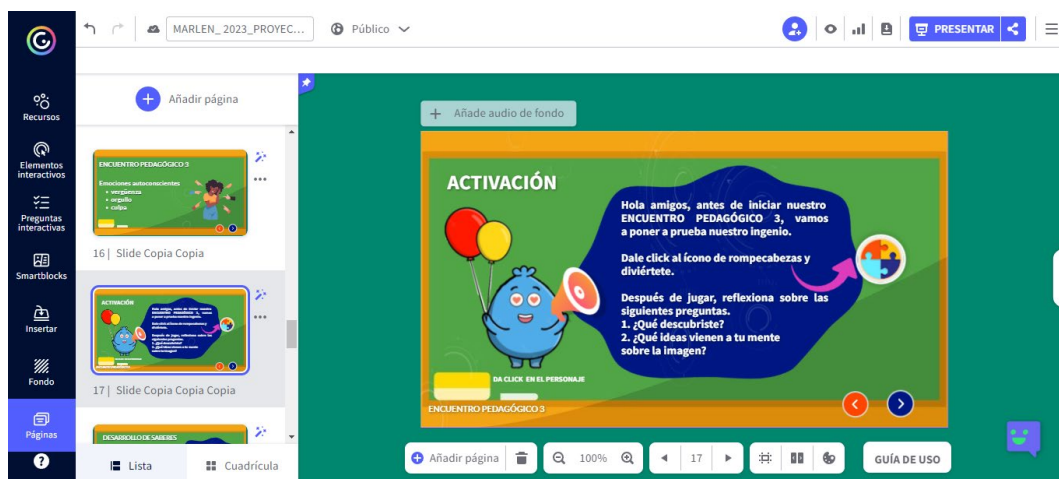 MARLEN_ 2023_PROYEC...
Público
PRESENTAR
Recursos
Elementos
interactivos
Preguntas
interactivas
Smartblocks
Insertar
Fondo
Páginas
?
Añadir página
ENCUENTRO PEDAGÓGICO 3
Emociones autoconscientes
• vergüenza
• orgullo
• culpa
16 | Slide Copia Copia
ACTIVACIÓN
17 | Slide Copia Copia Copia
DESARROLLO DE SABERES
Lista
Cuadrícula
+ Añade audio de fondo
ACTIVACIÓN
Hola amigos, antes de iniciar nuestro
ENCUENTRO PEDAGÓGICO 3, vamos
a poner a prueba nuestro ingenio.
Dale click al ícono de rompecabezas y
diviértete.
Después de jugar, reflexiona sobre las
siguientes preguntas.
1. ¿Qué descubriste?
2. ¿Qué ideas vienen a tu mente
sobre la imagen?
DA CLICK EN EL PERSONAJE
ENCUENTRO PEDAGÓGICO 3
Añadir página
100%
17
GUÍA DE USO